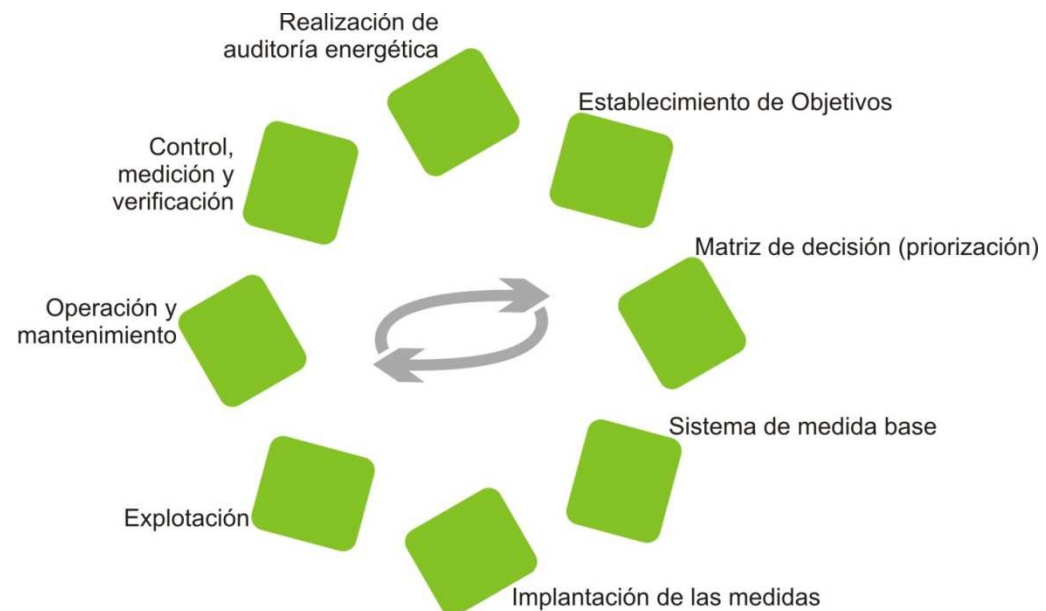 Realización de
auditoría energética
Establecimiento de Objetivos
Control,
medición y
verificación
Matriz de decisión (priorización)
Operación y
mantenimiento
Sistema de medida base
Explotación
Implantación de las medidas